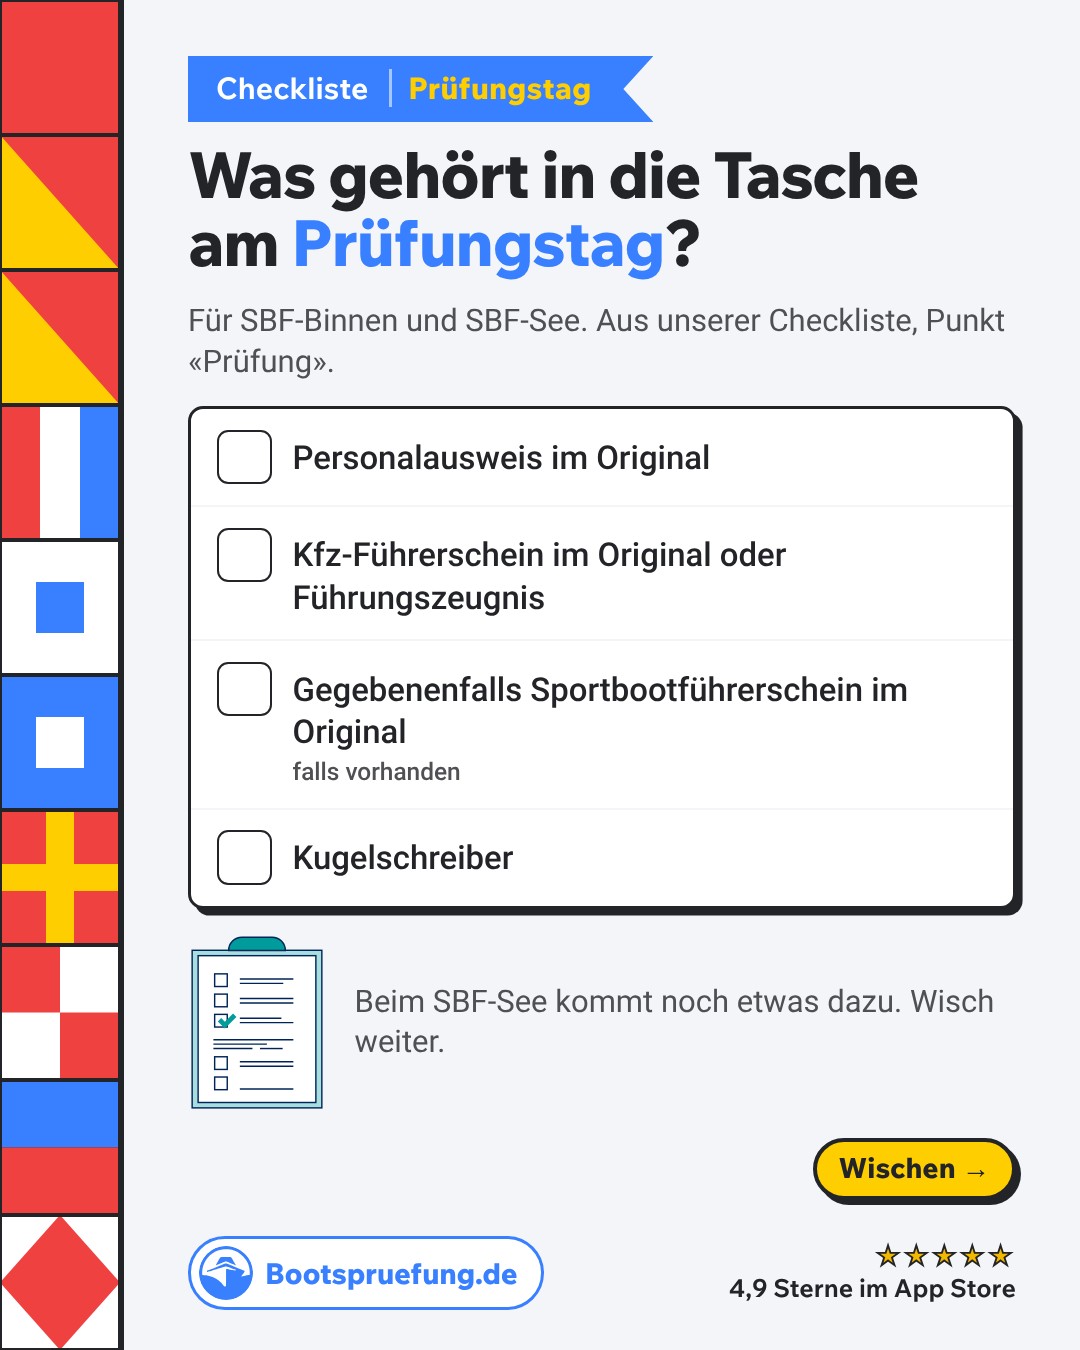 Checkliste | Prüfungstag
Was gehört in die Tasche
am Prüfungstag?
Für SBF-Binnen und SBF-See. Aus unserer Checkliste, Punkt
«Prüfung».
Personalausweis im Original
Kfz-Führerschein im Original oder
Führungszeugnis
Gegebenenfalls Sportbootführerschein im
Original
falls vorhanden
Kugelschreiber
Beim SBF-See kommt noch etwas dazu. Wisch
weiter.
Wischen →
Bootspruefung.de
★★★★★
4,9 Sterne im App Store